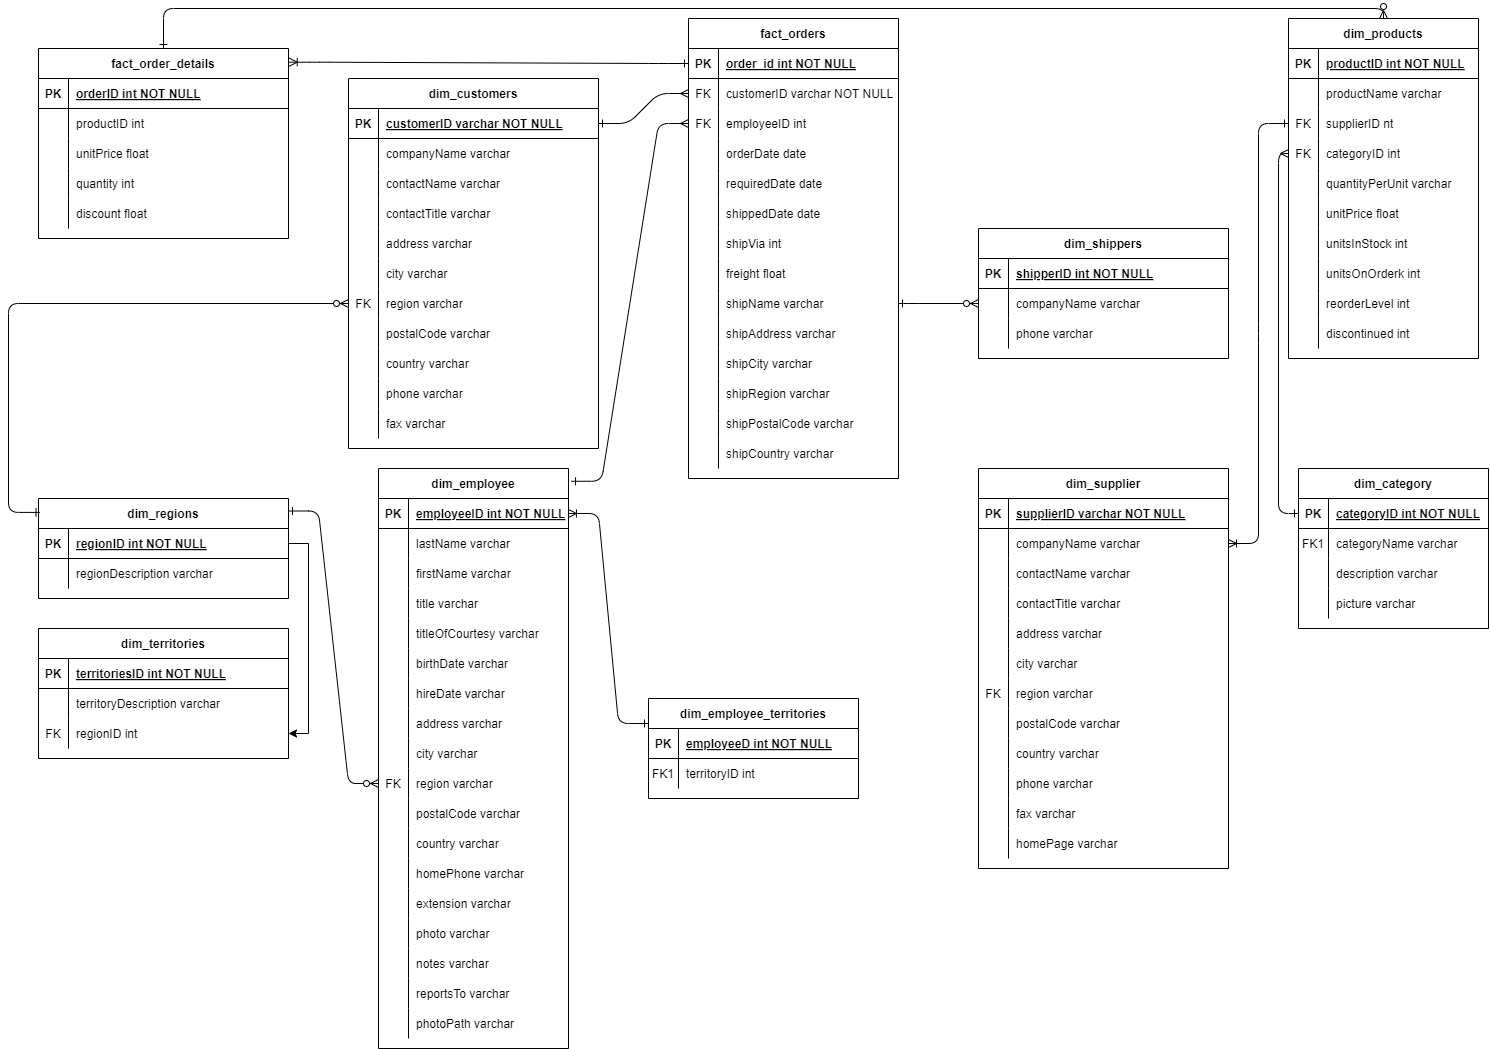 fact_order_details
PK orderID int NOT NULL
productID int
unitPrice float
quantity int
discount float
dim_customers
PK customerID varchar NOT NULL
companyName varchar
contactName varchar
contactTitle varchar
address varchar
city varchar
FK region varchar
postalCode varchar
country varchar
phone varchar
fax varchar
fact_orders
PK order_id int NOT NULL
FK customerID varchar NOT NULL
FK employeeID int
orderDate date
requiredDate date
shippedDate date
shipVia int
freight float
shipName varchar
shipAddress varchar
shipCity varchar
shipRegion varchar
shipPostalCode varchar
shipCountry varchar
dim_shippers
PK shipperID int NOT NULL
companyName varchar
phone varchar
dim_products
PK productID int NOT NULL
productName varchar
FK supplierID nt
FK categoryID int
quantityPerUnit varchar
unitPrice float
unitsInStock int
unitsOnOrderk int
reorderLevel int
discontinued int
dim_regions
PK regionID int NOT NULL
regionDescription varchar
dim_territories
PK territoriesID int NOT NULL
territoryDescription varchar
FK regionID int
dim_employee
PK employeeID int NOT NULL
lastName varchar
firstName varchar
title varchar
titleOfCourtesy varchar
birthDate varchar
hireDate varchar
address varchar
city varchar
FK region varchar
postalCode varchar
country varchar
homePhone varchar
extension varchar
photo varchar
notes varchar
reportsTo varchar
photoPath varchar
dim_employee_territories
PK employeeD int NOT NULL
FK1 territoryID int
dim_supplier
PK supplierID varchar NOT NULL
companyName varchar
contactName varchar
contactTitle varchar
address varchar
city varchar
FK region varchar
postalCode varchar
country varchar
phone varchar
fax varchar
homePage varchar
dim_category
PK categoryID int NOT NULL
FK1 categoryName varchar
description varchar
picture varchar